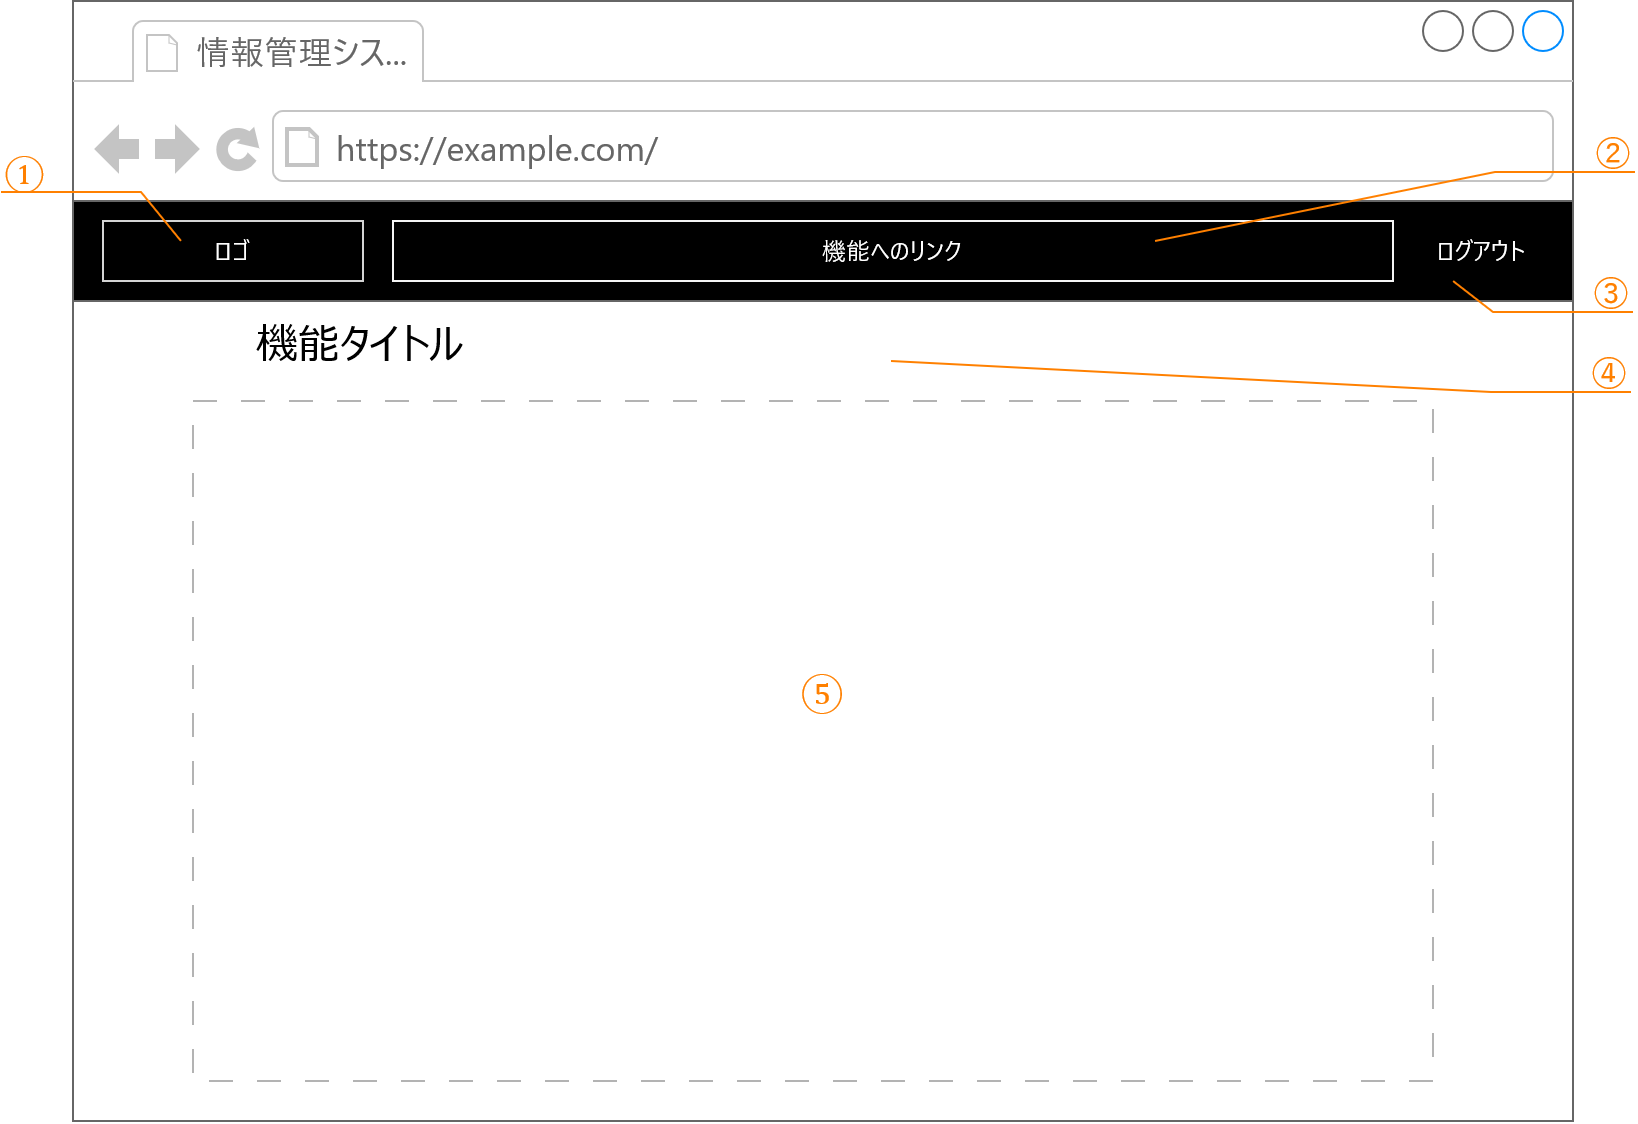 情報管理シス...
https://example.com/
①
②
ロゴ
機能へのリンク
ログアウト
③
機能タイトル
④
⑤